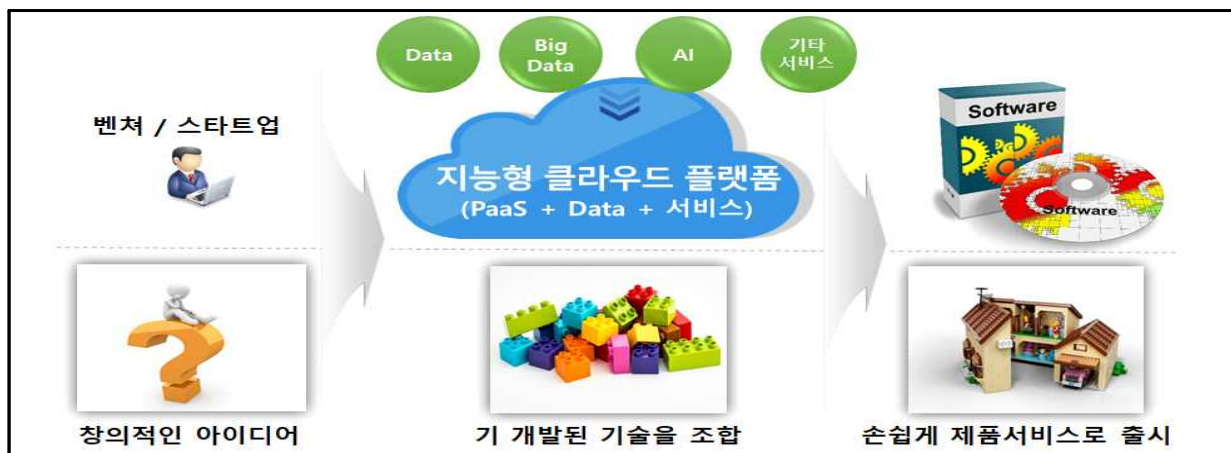 Data
Big
Data
AI
기타
서비스
벤쳐 / 스타트업
지능형 클라우드 플랫폼
(PaaS + Data + 서비스)
Software
Software
창의적인 아이디어
기 개발된 기술을 조합
손쉽게 제품서비스로 출시